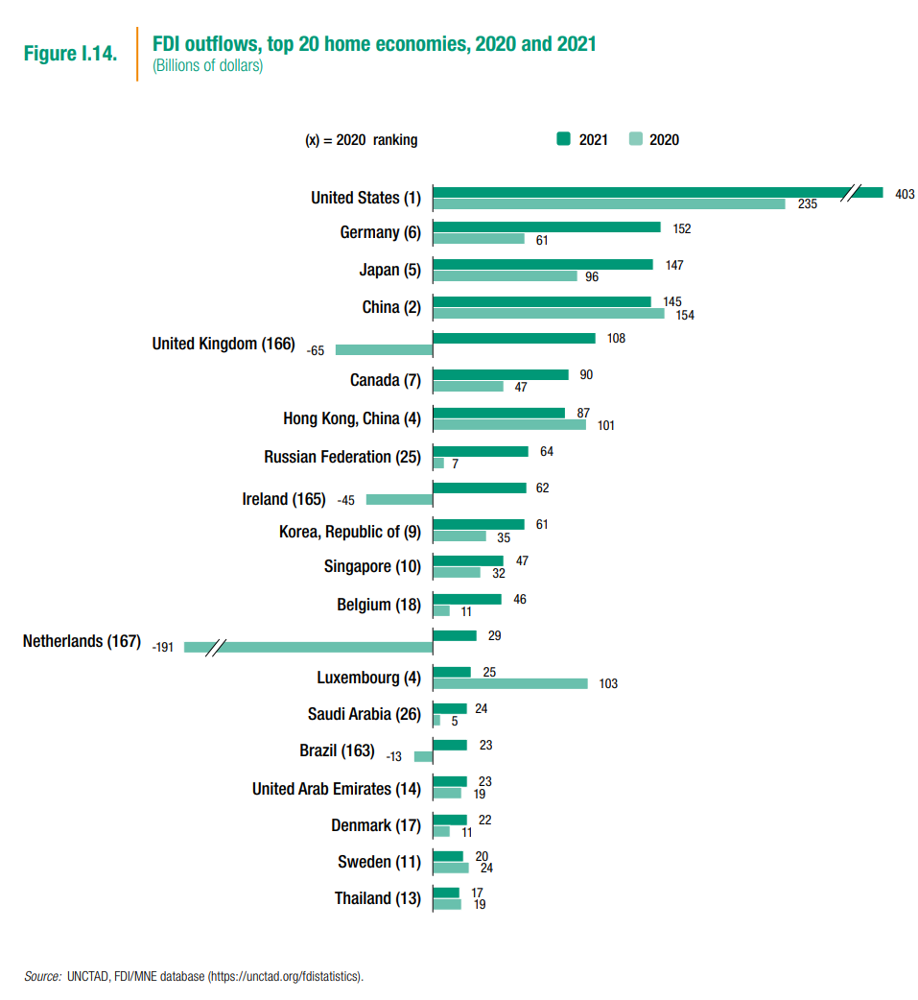 Figure I.14.
FDI outflows, top 20 home economies, 2020 and 2021
(Billions of dollars)
(x) = 2020 ranking
2021
2020
United States (1)
403
235
Germany (6)
152
61
Japan (5)
147
96
China (2)
145
154
United Kingdom (166)
-65
108
Canada (7)
90
47
Hong Kong, China (4)
87
101
Russian Federation (25)
64
7
Ireland (165)
-45
62
Korea, Republic of (9)
61
35
Singapore (10)
47
32
Belgium (18)
46
11
Netherlands (167)
-191
29
Luxembourg (4)
25
103
Saudi Arabia (26)
24
5
Brazil (163)
-13
23
United Arab Emirates (14)
23
19
Denmark (17)
22
11
Sweden (11)
20
24
Thailand (13)
17
19
Source: UNCTAD, FDI/MNE database (https://unctad.org/fdistatistics).